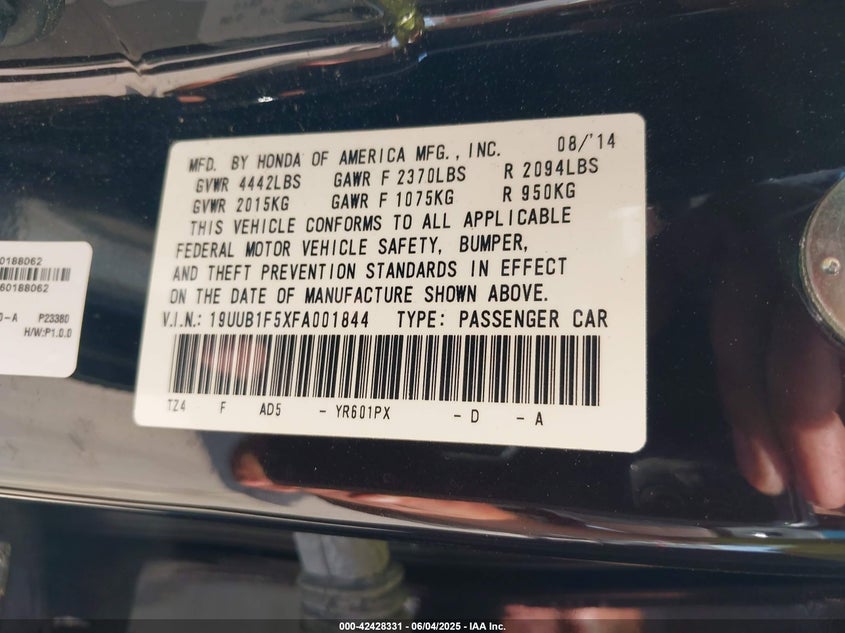 MFD. BY HONDA OF AMERICA MFG., INC. 08/'14
GVWR 4442LBS GAWR F 2370LBS R 2094LBS
GVWR 2015KG GAWR F 1075KG R 950KG
THIS VEHICLE CONFORMS TO ALL APPLICABLE
FEDERAL MOTOR VEHICLE SAFETY, BUMPER,
AND THEFT PREVENTION STANDARDS IN EFFECT
ON THE DATE OF MANUFACTURE SHOWN ABOVE.
V.I.N.: 19UUB1F5XFA001844 TYPE: PASSENGER CAR
TZ4 F AD5 - YR601PX - D - A
0188062
60188062
-A P23380
H/W:P1.0.0
000-42428331 - 06/04/2025 - IAA Inc.